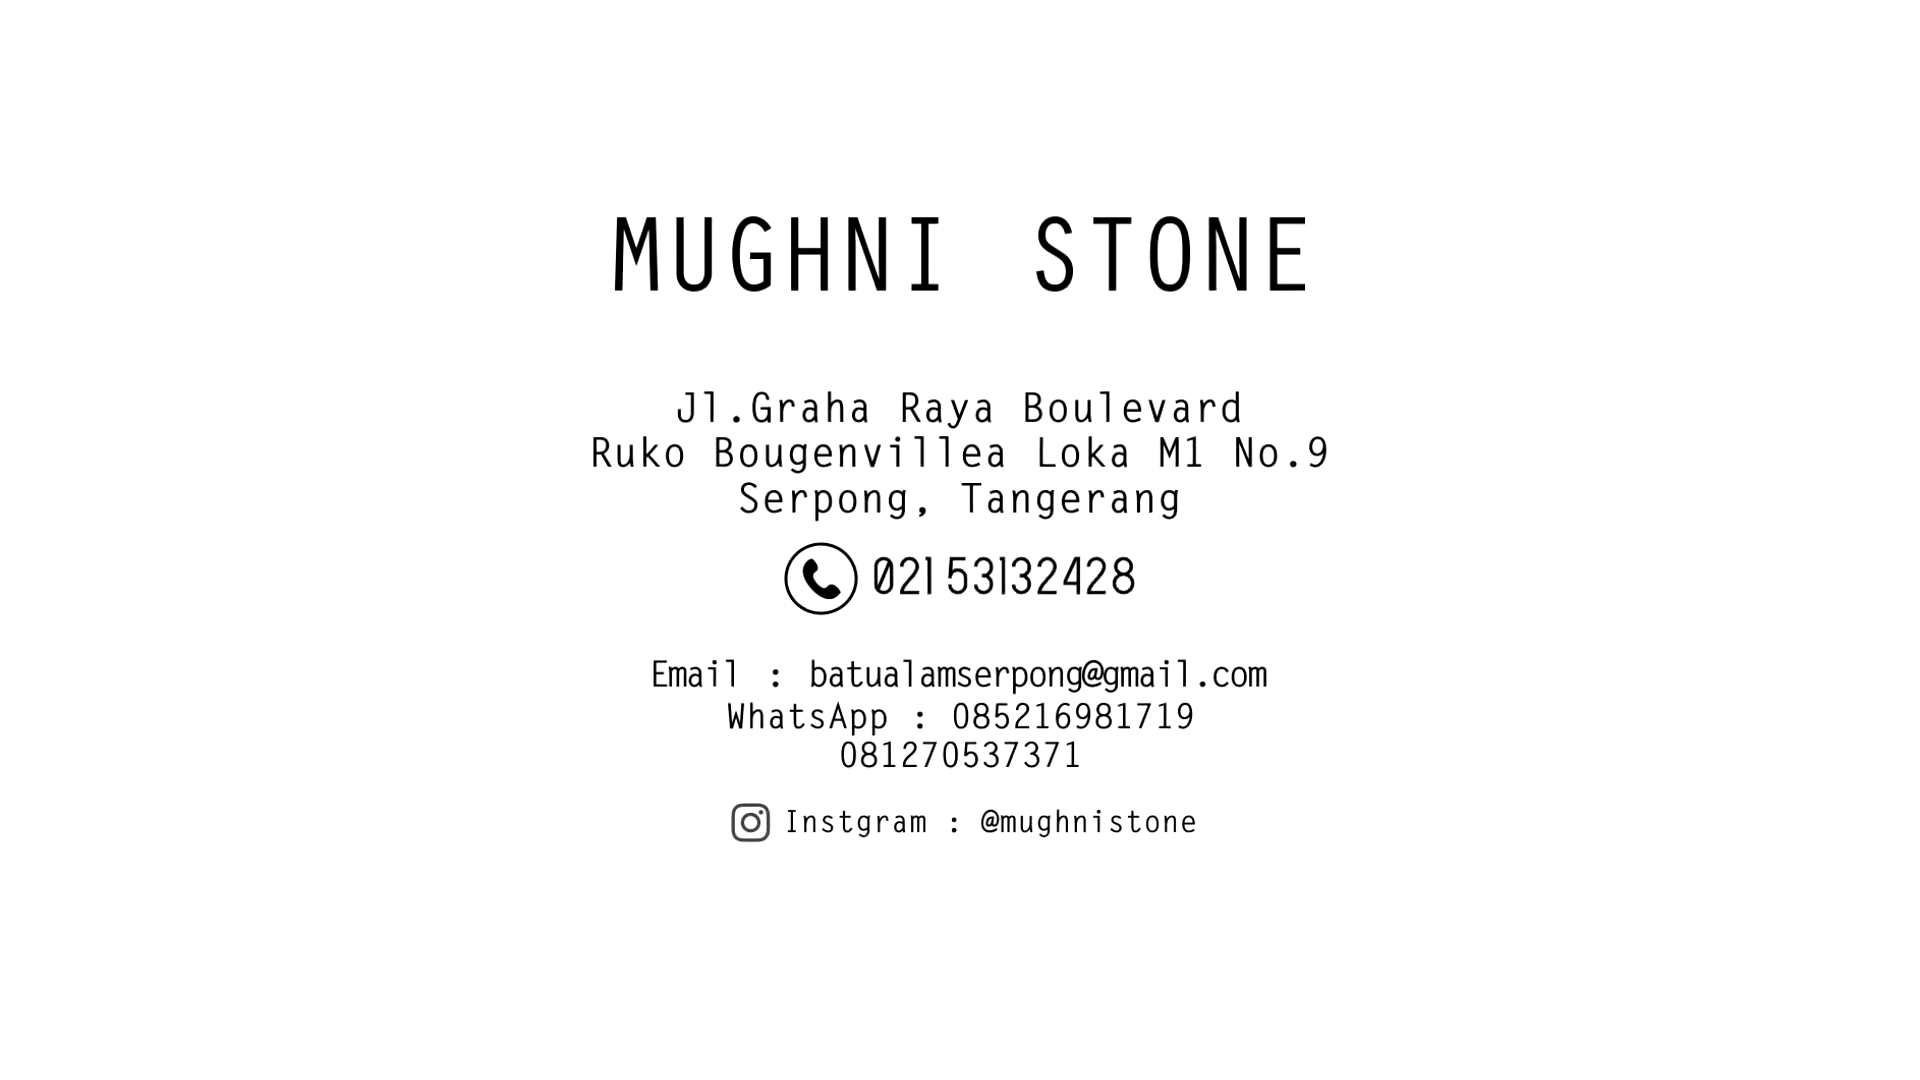 MUGHNI STONE
Jl.Graha Raya Boulevard
Ruko Bougenvillea Loka M1 No.9
Serpong, Tangerang
021 53132428
Email : batualamserpong@gmail.com
WhatsApp : 085216981719
081270537371
Instgram : @mughnistone